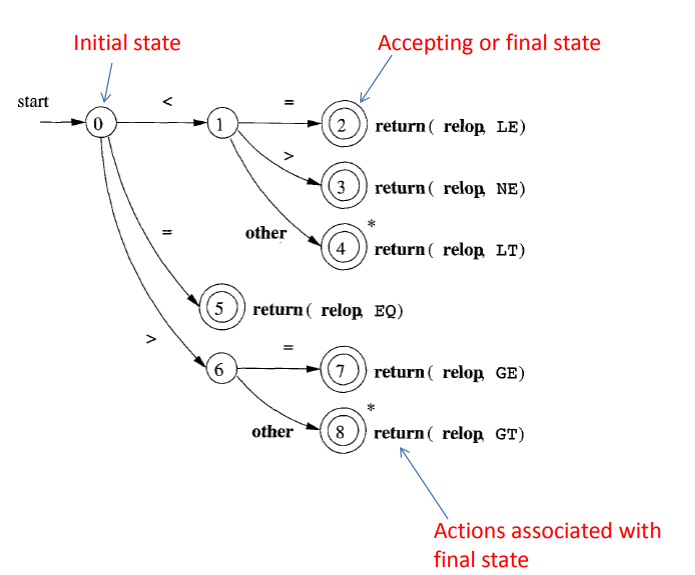 Initial state
Accepting or final state
start
<
=
0
1
2
return( relop, LE)
>
3
return( relop, NE)
=
other
*
4
return( relop, LT)
5
return( relop, EQ)
>
=
6
7
return( relop, GE)
*
other
8
return( relop, GT)
Actions associated with
final state